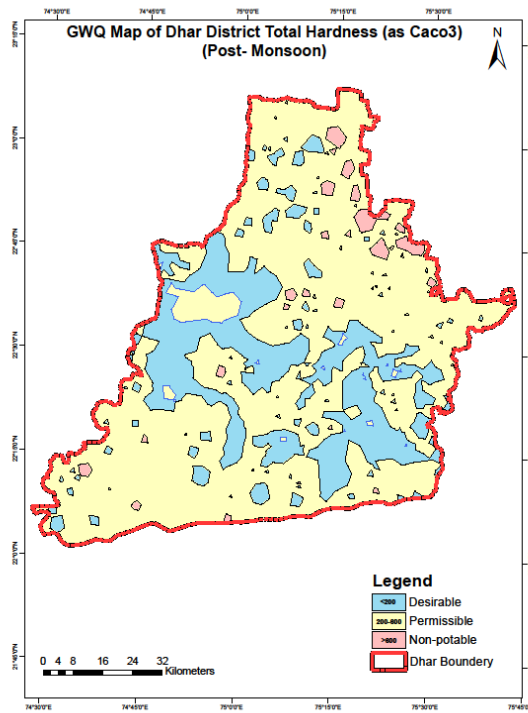 GWQ Map of Dhar District Total Hardness (as Caco3)
(Post- Monsoon)
N
74°30'0"E 74°45'0"E 75°0'0"E 75°15'0"E 75°30'0"E
Legend
<200 Desirable
Permissible
>600 Non-potable
Dhar Boundery
0 4 8 16 24 32
Kilometers
74°30'0"E 74°45'0"E 75°0'0"E 75°15'0"E 75°30'0"E 75°45'0"E